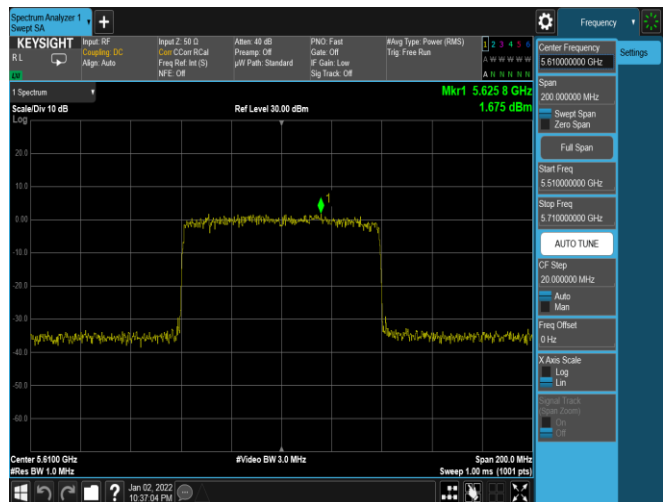 Spectrum Analyzer 1
Swept SA
Frequency
KEYSIGHT
RL
Input: RF
Coupling: DC
Align: Auto
Input Z: 50 Ω
Corr CCorr RCal
Freq Ref: Int (S)
NFE: Off
Atten: 40 dB
Preamp: Off
µW Path: Standard
PNO: Fast
Gate: Off
IF Gain: Low
Sig Track: Off
#Avg Type: Power (RMS)
Trig: Free Run
1 2 3 4 5 6
A W W W W W
A N N N N N
Center Frequency
5.610000000 GHz
Settings
Span
200.000000 MHz
Swept Span
Zero Span
Full Span
Start Freq
5.510000000 GHz
Stop Freq
5.710000000 GHz
AUTO TUNE
CF Step
20.000000 MHz
Auto
Man
Freq Offset
0 Hz
X Axis Scale
Log
Lin
Signal Track
(Span Zoom)
On
Off
1 Spectrum
Scale/Div 10 dB
Log
Ref Level 30.00 dBm
Mkr1 5.625 8 GHz
1.675 dBm
20.0
10.0
0.00
-10.0
-20.0
-30.0
-40.0
-50.0
-60.0
1
Center 5.6100 GHz
#Res BW 1.0 MHz
#Video BW 3.0 MHz
Span 200.0 MHz
Sweep 1.00 ms (1001 pts)
?
Jan 02, 2022
10:37:04 PM